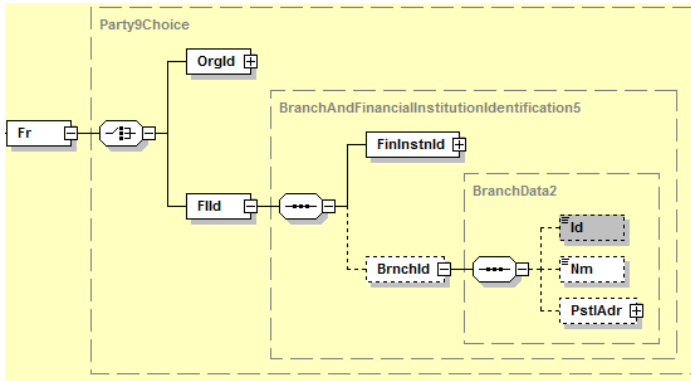 Party9Choice
OrgId
BranchAndFinancialInstitutionIdentification5
Fr
FinInstnId
BranchData2
FIId
Id
BrnchId
Nm
PstlAdr